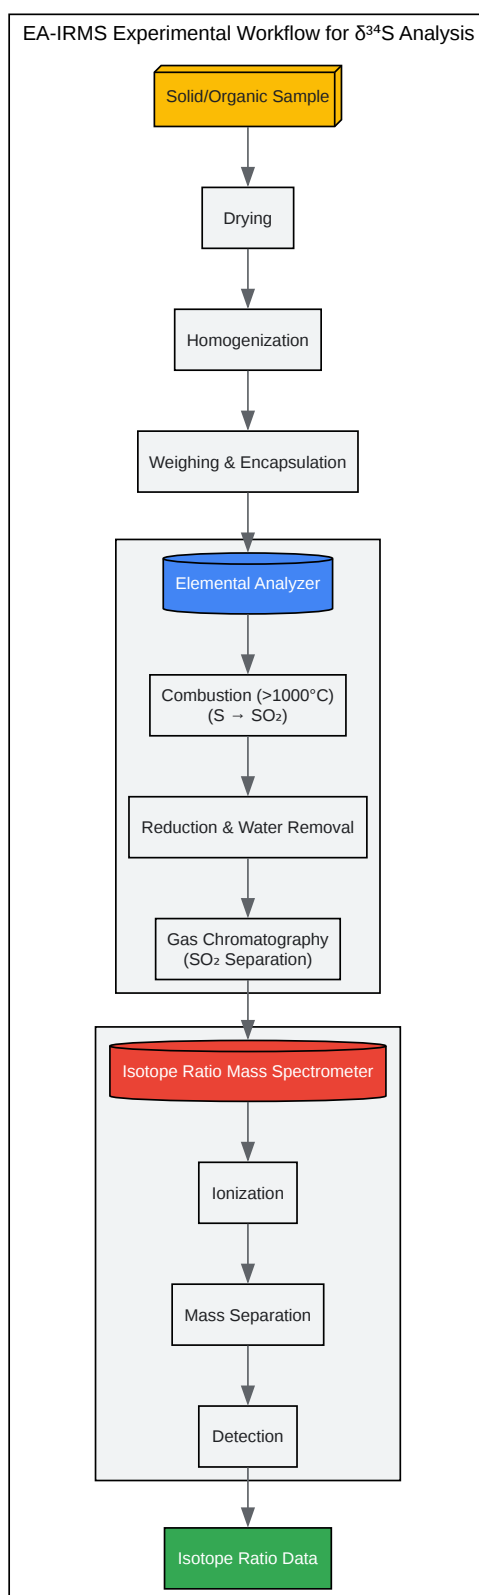 EA-IRMS Experimental Workflow for δ³⁴S Analysis
Solid/Organic Sample
Drying
Homogenization
Weighing & Encapsulation
Elemental Analyzer
Combustion (>1000°C)
(S → SO₂)
Reduction & Water Removal
Gas Chromatography
(SO₂ Separation)
Isotope Ratio Mass Spectrometer
Ionization
Mass Separation
Detection
Isotope Ratio Data